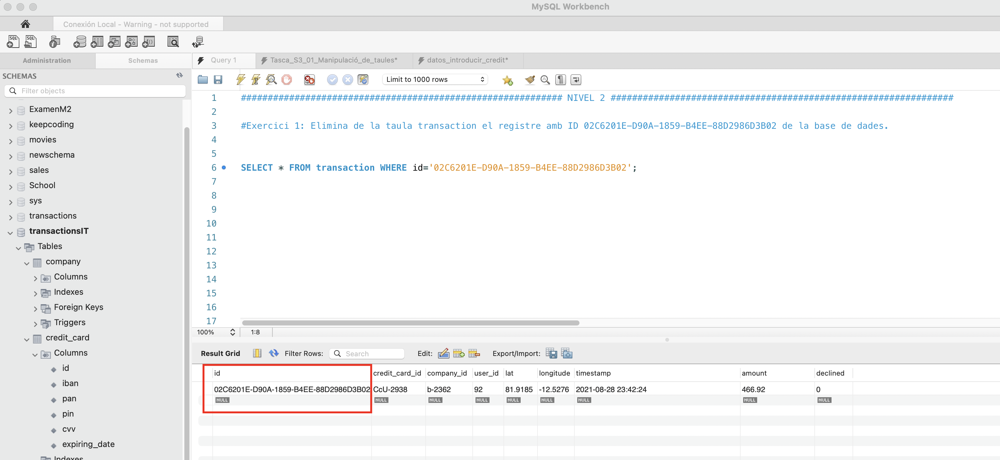 MySQL Workbench
Conexión Local - Warning - not supported
Administration
Schemas
Query 1
Tasca_S3_01_Manipulació_de_taules*
datos_introducir_credit*
SCHEMAS
Filter objects
ExamenM2
keepcoding
movies
newschema
sales
School
sys
transactions
transactionsIT
Tables
company
Columns
Indexes
Foreign Keys
Triggers
credit_card
Columns
id
iban
pan
pin
cvv
expiring_date
Indexes
Limit to 1000 rows
1 ############################################################ NIVEL 2 ################################################################
2
3 #Exercici 1: Elimina de la taula transaction el registre amb ID 02C6201E-D90A-1859-B4EE-88D2986D3B02 de la base de dades.
4
5
6 SELECT * FROM transaction WHERE id='02C6201E-D90A-1859-B4EE-88D2986D3B02';
7
8
9
10
11
12
13
14
15
16
17
100% 1:8
Result Grid Filter Rows: Search Edit: Export/Import:
id credit_card_id company_id user_id lat longitude timestamp amount declined
02C6201E-D90A-1859-B4EE-88D2986D3B02 CcU-2938 b-2362 92 81.9185 -12.5276 2021-08-28 23:42:24 466.92 0
NULL NULL NULL NULL NULL NULL NULL NULL NULL